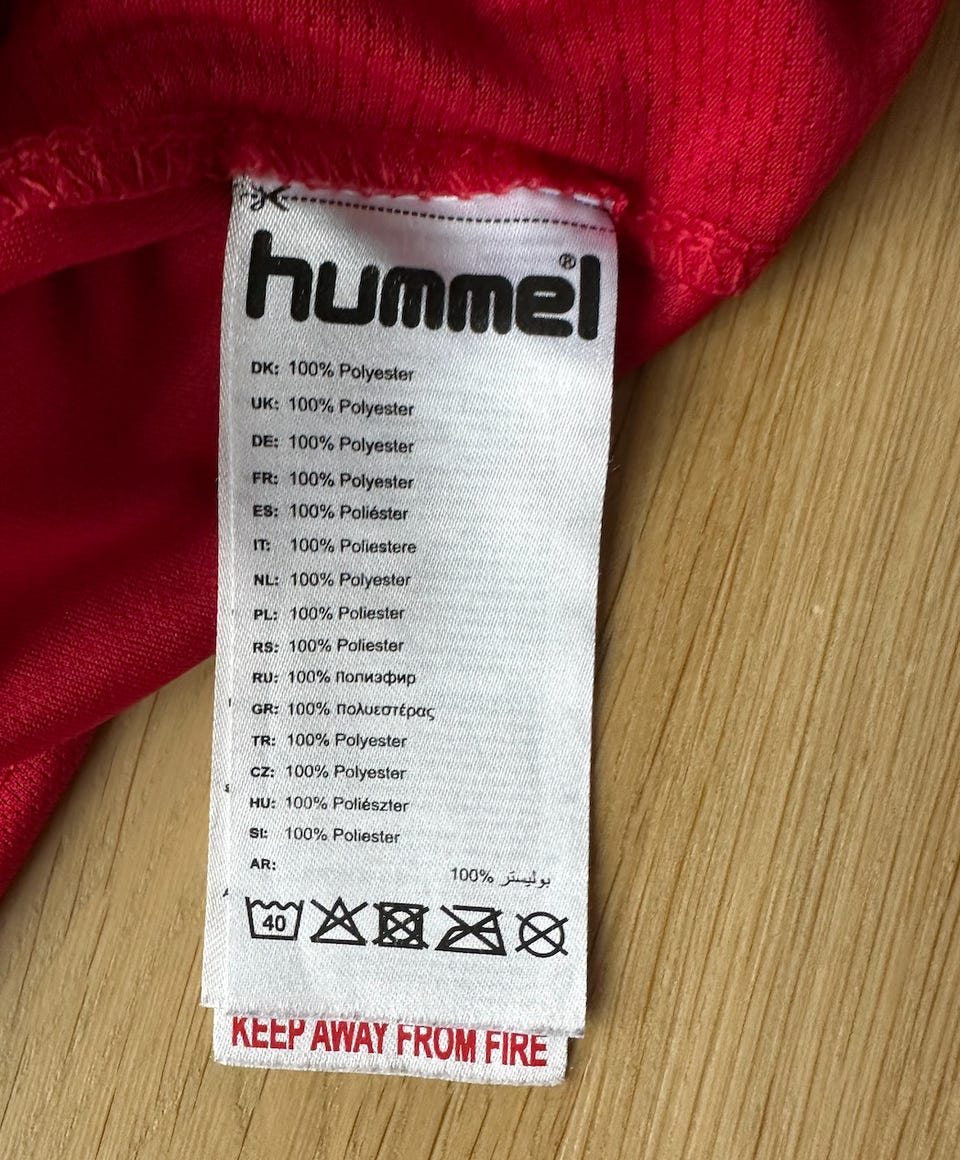 hummel®
DK: 100% Polyester
UK: 100% Polyester
DE: 100% Polyester
FR: 100% Polyester
ES: 100% Poliéster
IT: 100% Poliestere
NL: 100% Polyester
PL: 100% Poliester
RS: 100% Poliester
RU: 100% Полиэфир
GR: 100% πολυεστέρας
TR: 100% Polyester
CZ: 100% Polyester
HU: 100% Poliészter
SI: 100% Poliester
AR: بوليستر 100%
40
KEEP AWAY FROM FIRE